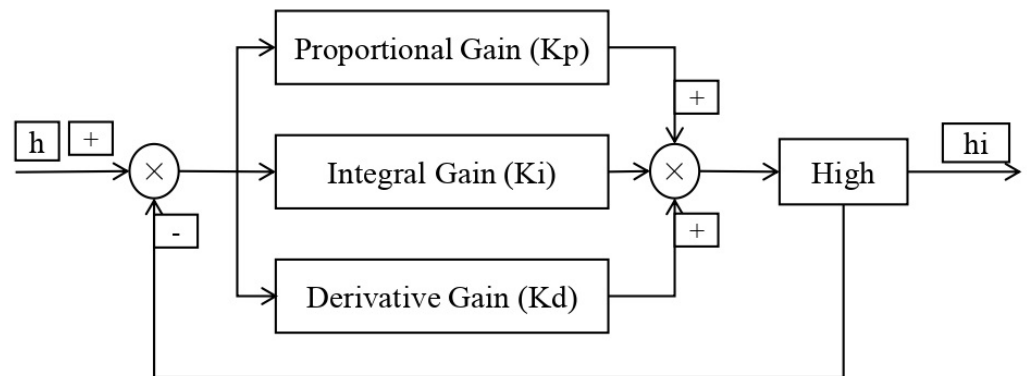 Proportional Gain (Kp)
+
h
+
×
Integral Gain (Ki)
×
High
hi
-
+
Derivative Gain (Kd)